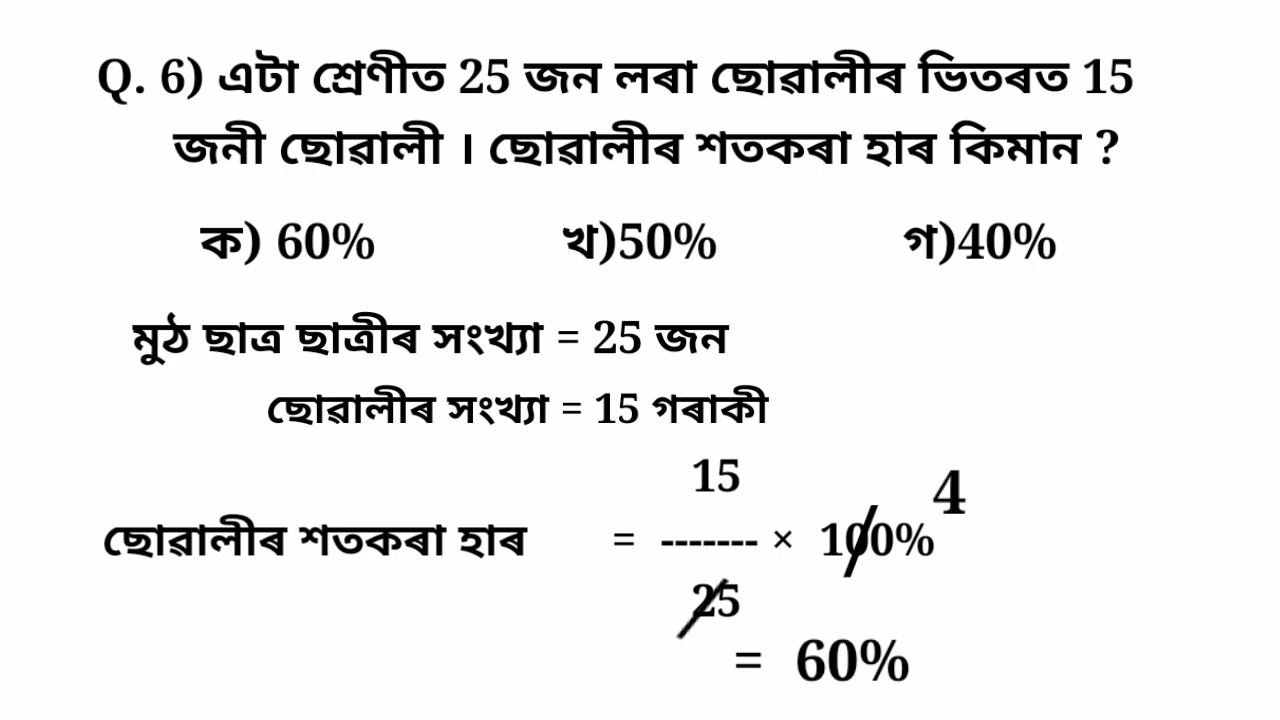 Q. 6) এটা শ্ৰেণীত 25 জন লৰা ছোৱালীৰ ভিতৰত 15
জনী ছোৱালী । ছোৱালীৰ শতকৰা হাৰ কিমান ?
ক) 60% খ)50% গ)40%
মুঠ ছাত্ৰ ছাত্ৰীৰ সংখ্যা = 25 জন
ছোৱালীৰ সংখ্যা = 15 গৰাকী
15
4
ছোৱালীৰ শতকৰা হাৰ = ------- × 100%
25
= 60%